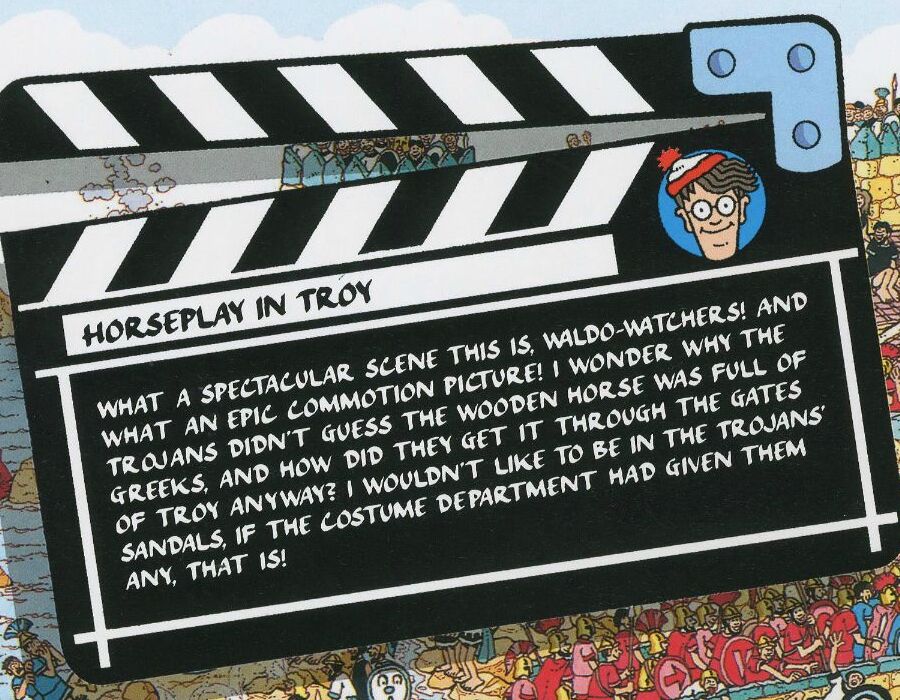 HORSEPLAY IN TROY
WHAT A SPECTACULAR SCENE THIS IS, WALDO-WATCHERS! AND
WHAT AN EPIC COMMOTION PICTURE! I WONDER WHY THE
TROJANS DIDN'T GUESS THE WOODEN HORSE WAS FULL OF
GREEKS, AND HOW DID THEY GET IT THROUGH THE GATES
OF TROY ANYWAY? I WOULDN'T LIKE TO BE IN THE TROJANS'
SANDALS, IF THE COSTUME DEPARTMENT HAD GIVEN THEM
ANY, THAT IS!